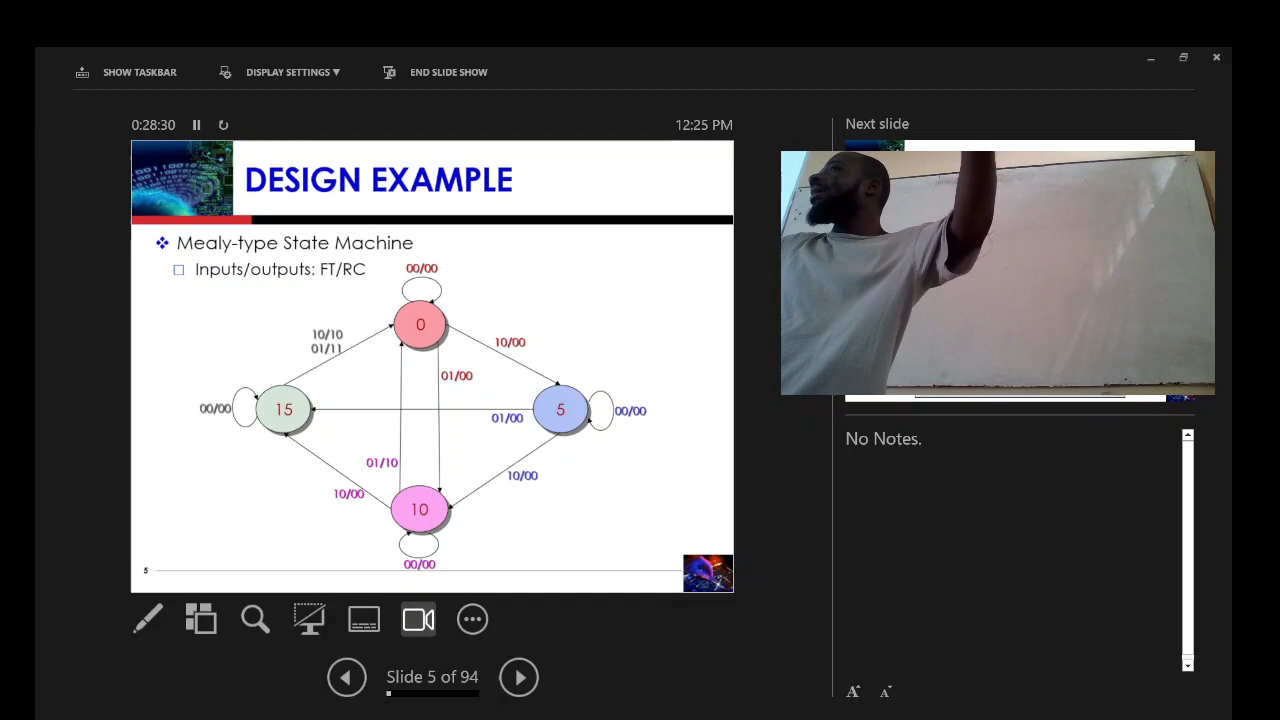 SHOW TASKBAR
DISPLAY SETTINGS ▼
END SLIDE SHOW
0:28:30
12:25 PM
Next slide
DESIGN EXAMPLE
Mealy-type State Machine
Inputs/outputs: FT/RC
00/00
0
10/10
01/11
10/00
01/00
00/00
15
5
00/00
01/00
01/10
10/00
10/00
10
00/00
5
No Notes.
Slide 5 of 94
A A